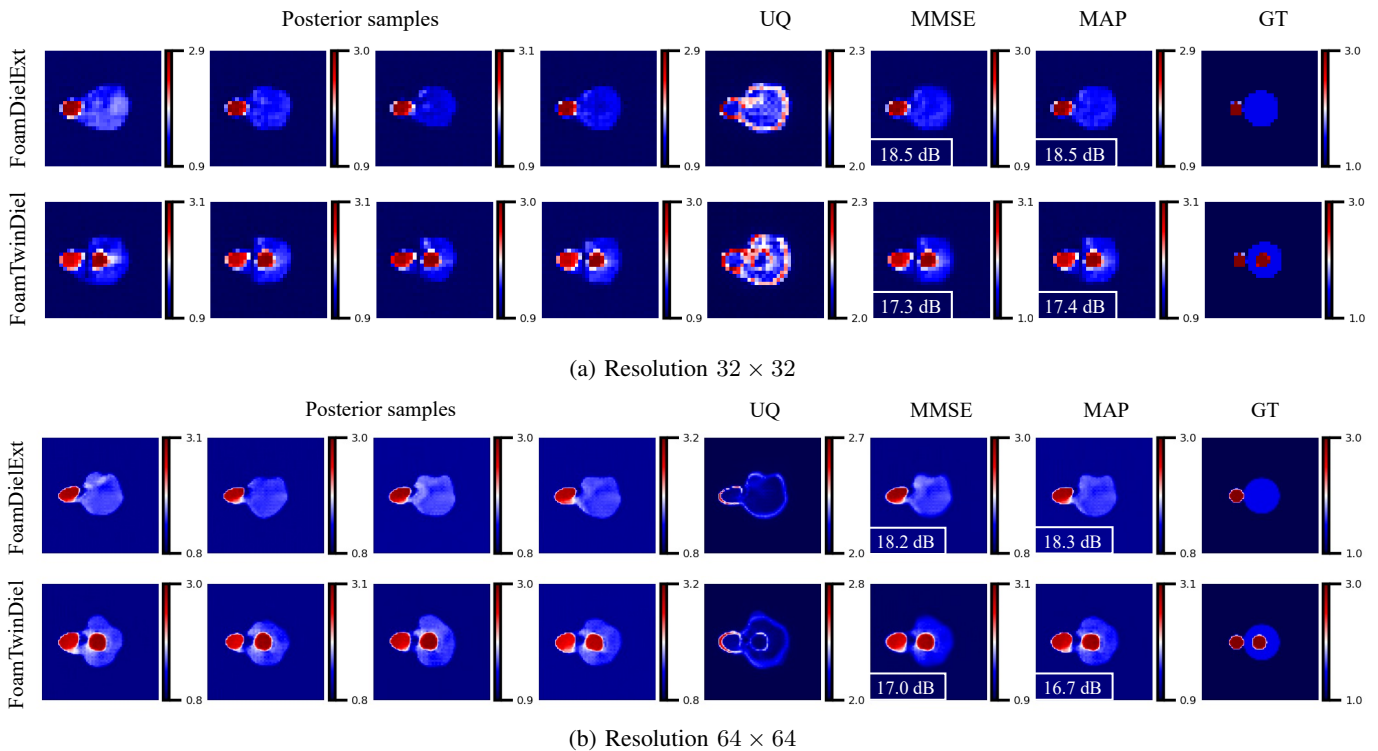 Posterior samples UQ MMSE MAP GT
FoamDielExt
2.9 3.0 3.1 2.9 2.3 3.0 2.9 3.0
18.5 dB 18.5 dB
0.9 0.9 0.9 0.9 2.0 0.9 0.9 1.0
FoamTwinDiel
3.1 3.0 3.1 3.0 2.3 3.1 3.1 3.0
17.3 dB 17.4 dB
0.9 0.9 0.9 0.9 2.0 1.0 0.9 1.0
(a) Resolution 32 × 32
Posterior samples UQ MMSE MAP GT
FoamDielExt
3.1 3.0 3.0 3.2 2.7 3.0 3.0 3.0
18.2 dB 18.3 dB
0.8 0.8 0.8 0.8 2.0 0.8 0.8 1.0
FoamTwinDiel
3.0 3.1 3.0 3.2 2.8 3.1 3.1 3.0
17.0 dB 16.7 dB
0.8 0.9 0.9 0.8 2.0 0.9 0.8 1.0
(b) Resolution 64 × 64